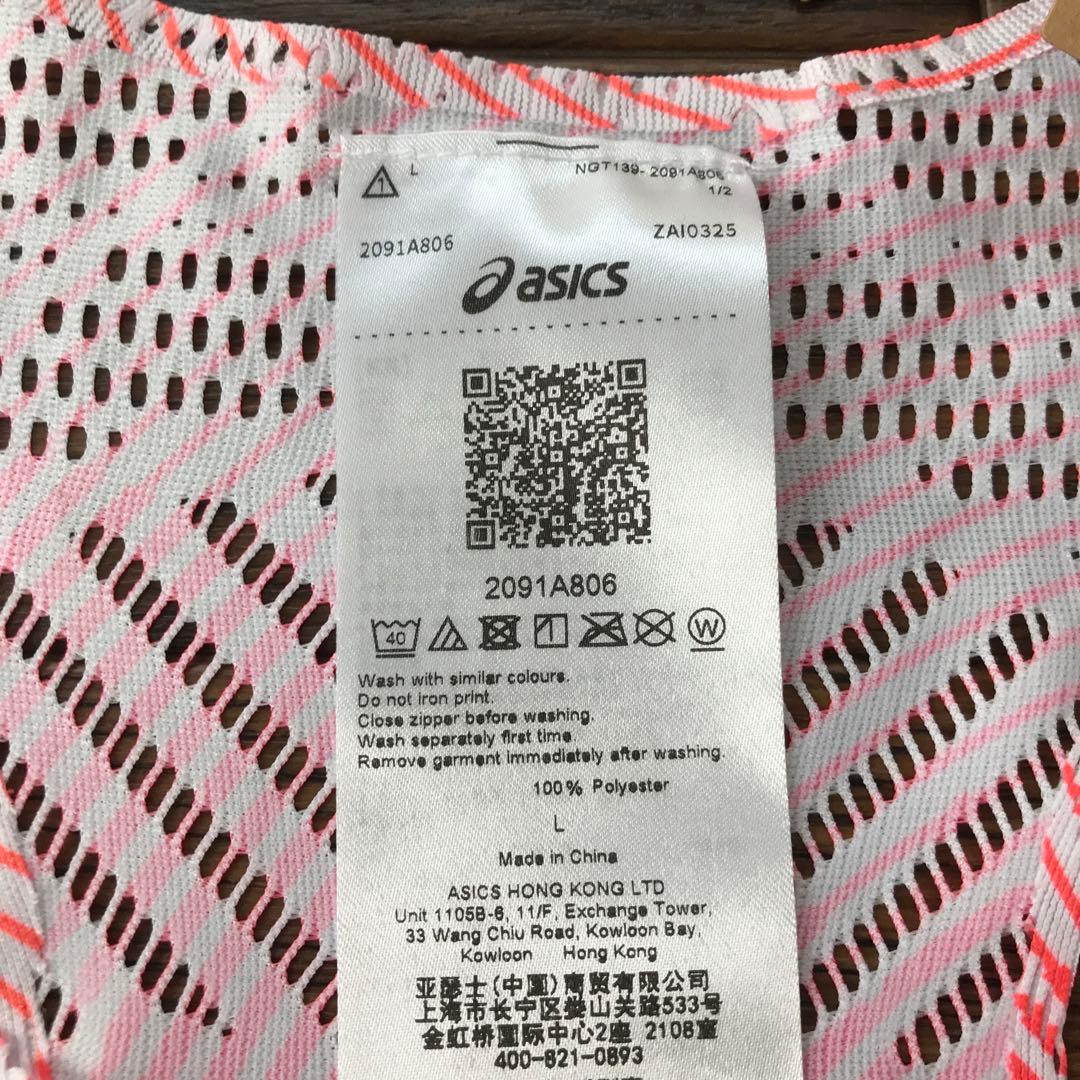 1 L NGT139- 2091A806
1/2
2091A806 ZAI0325
asics
2091A806
40 1 W
Wash with similar colours.
Do not iron print.
Close zipper before washing.
Wash separately first time.
Remove garment immediately after washing.
100% Polyester
L
Made in China
ASICS HONG KONG LTD
Unit 1105B-6, 11/F, Exchange Tower,
33 Wang Chiu Road, Kowloon Bay,
Kowloon Hong Kong
亚瑟士(中国)商贸有限公司
上海市长宁区娄山关路533号
金虹桥国际中心2座 2108室
400-821-0893